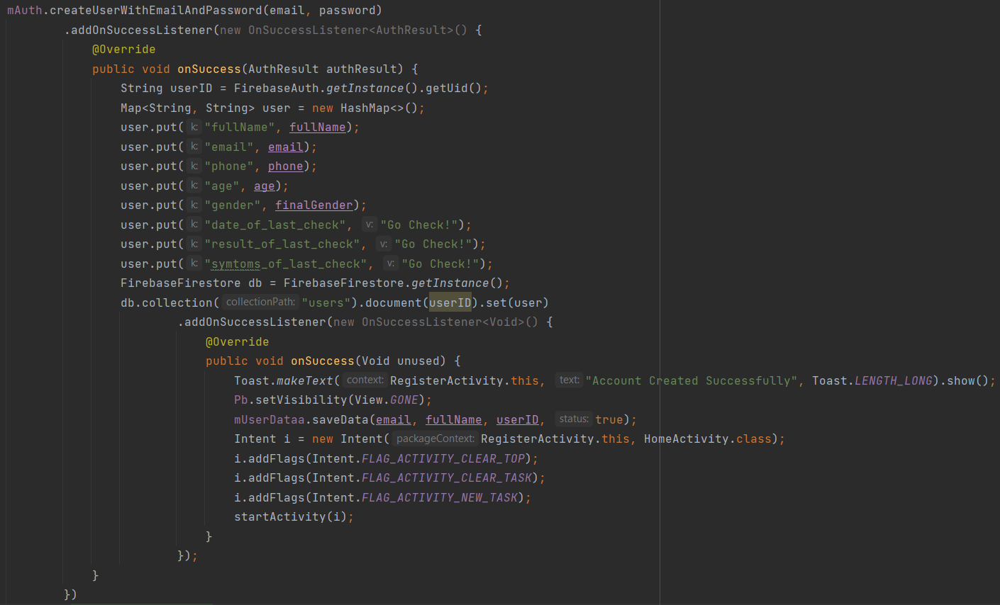 mAuth.createUserWithEmailAndPassword(email, password)
.addOnSuccessListener(new OnSuccessListener<AuthResult>() {
@Override
public void onSuccess(AuthResult authResult) {
String userID = FirebaseAuth.getInstance().getUid();
Map<String, String> user = new HashMap<>();
user.put( k: "fullName", fullName);
user.put( k: "email", email);
user.put( k: "phone", phone);
user.put( k: "age", age);
user.put( k: "gender", finalGender);
user.put( k: "date_of_last_check", v: "Go Check!");
user.put( k: "result_of_last_check", v: "Go Check!");
user.put( k: "symtoms_of_last_check", v: "Go Check!");
FirebaseFirestore db = FirebaseFirestore.getInstance();
db.collection( collectionPath: "users").document(userID).set(user)
.addOnSuccessListener(new OnSuccessListener<Void>() {
@Override
public void onSuccess(Void unused) {
Toast.makeText( context: RegisterActivity.this, text: "Account Created Successfully", Toast.LENGTH_LONG).show();
Pb.setVisibility(View.GONE);
mUserDataa.saveData(email, fullName, userID, status: true);
Intent i = new Intent( packageContext: RegisterActivity.this, HomeActivity.class);
i.addFlags(Intent.FLAG_ACTIVITY_CLEAR_TOP);
i.addFlags(Intent.FLAG_ACTIVITY_CLEAR_TASK);
i.addFlags(Intent.FLAG_ACTIVITY_NEW_TASK);
startActivity(i);
}
});
}
})